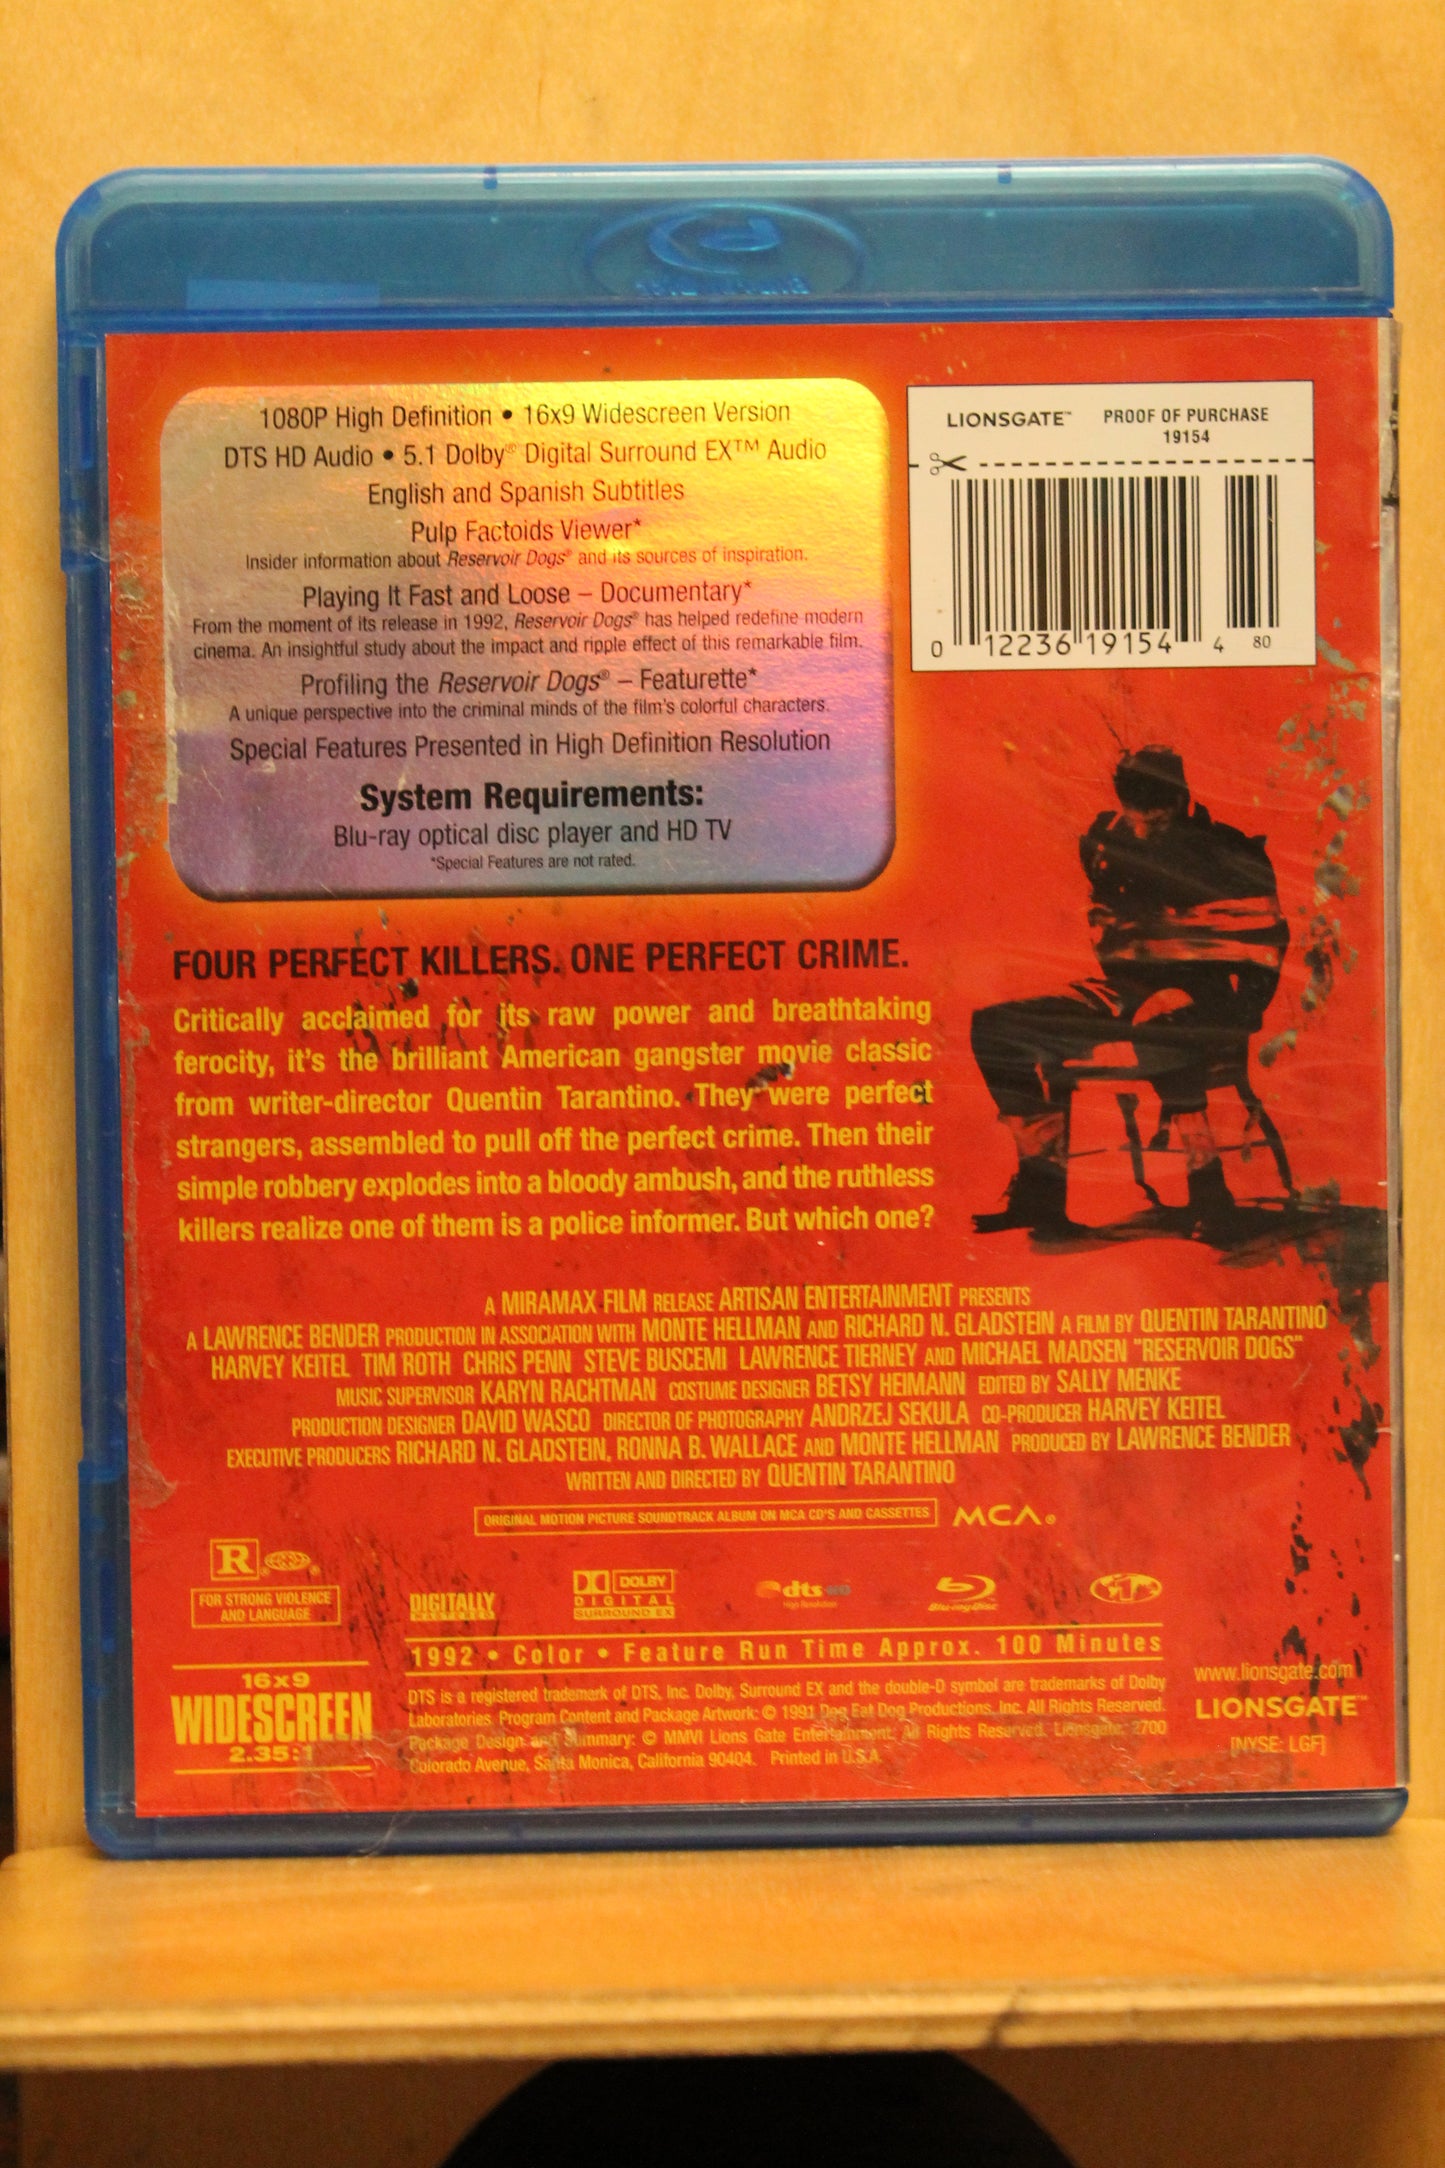 1080P High Definition • 16x9 Widescreen Version
DTS HD Audio • 5.1 Dolby® Digital Surround EX™ Audio
English and Spanish Subtitles
Pulp Factoids Viewer*
Insider information about Reservoir Dogs® and its sources of inspiration.
Playing It Fast and Loose – Documentary*
From the moment of its release in 1992, Reservoir Dogs® has helped redefine modern
cinema. An insightful study about the impact and ripple effect of this remarkable film.
Profiling the Reservoir Dogs® – Featurette*
A unique perspective into the criminal minds of the film's colorful characters.
Special Features Presented in High Definition Resolution
System Requirements:
Blu-ray optical disc player and HD TV
*Special Features are not rated.
LIONSGATE™ PROOF OF PURCHASE
19154
0 12236 19154 4 80
FOUR PERFECT KILLERS. ONE PERFECT CRIME.
Critically acclaimed for its raw power and breathtaking
ferocity, it's the brilliant American gangster movie classic
from writer-director Quentin Tarantino. They were perfect
strangers, assembled to pull off the perfect crime. Then their
simple robbery explodes into a bloody ambush, and the ruthless
killers realize one of them is a police informer. But which one?
A MIRAMAX FILM RELEASE ARTISAN ENTERTAINMENT PRESENTS
A LAWRENCE BENDER PRODUCTION IN ASSOCIATION WITH MONTE HELLMAN AND RICHARD N. GLADSTEIN A FILM BY QUENTIN TARANTINO
HARVEY KEITEL TIM ROTH CHRIS PENN STEVE BUSCEMI LAWRENCE TIERNEY AND MICHAEL MADSEN "RESERVOIR DOGS"
MUSIC SUPERVISOR KARYN RACHTMAN COSTUME DESIGNER BETSY HEIMANN EDITED BY SALLY MENKE
PRODUCTION DESIGNER DAVID WASCO DIRECTOR OF PHOTOGRAPHY ANDRZEJ SEKULA CO-PRODUCER HARVEY KEITEL
EXECUTIVE PRODUCERS RICHARD N. GLADSTEIN, RONNA B. WALLACE AND MONTE HELLMAN PRODUCED BY LAWRENCE BENDER
WRITTEN AND DIRECTED BY QUENTIN TARANTINO
ORIGINAL MOTION PICTURE SOUNDTRACK ALBUM ON MCA CD'S AND CASSETTES MCA®
R
FOR STRONG VIOLENCE
AND LANGUAGE
DIGITALLY
MASTERED
DOLBY
DIGITAL
SURROUND EX
dts-HD
High Resolution
Blu-ray Disc
1
16x9
WIDESCREEN
2.35:1
1992 • Color • Feature Run Time Approx. 100 Minutes
DTS is a registered trademark of DTS, Inc. Dolby, Surround EX and the double-D symbol are trademarks of Dolby
Laboratories. Program Content and Package Artwork: © 1991 Dog Eat Dog Productions, Inc. All Rights Reserved.
Package Design and Summary: © MMVI Lions Gate Entertainment. All Rights Reserved. Lionsgate, 2700
Colorado Avenue, Santa Monica, California 90404. Printed in U.S.A.
www.lionsgate.com
LIONSGATE™
[NYSE: LGF]